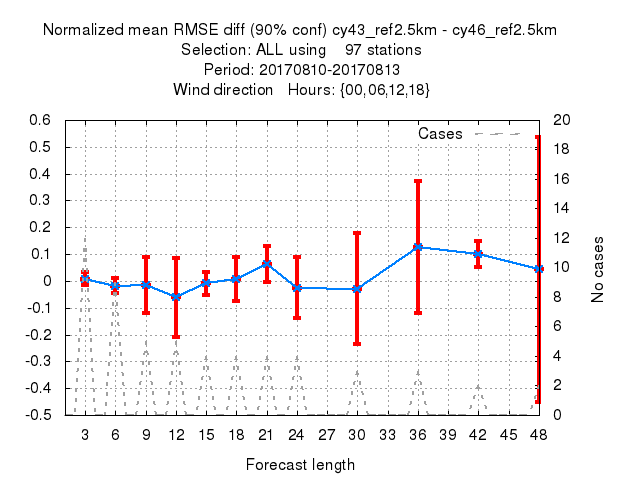 Normalized mean RMSE diff (90% conf) cy43_ref2.5km - cy46_ref2.5km
Selection: ALL using 97 stations
Period: 20170810-20170813
Wind direction Hours: {00,06,12,18}
Cases
0.6
0.5
0.4
0.3
0.2
0.1
0
-0.1
-0.2
-0.3
-0.4
-0.5
20
18
16
14
12
10
8
6
4
2
0
No cases
3 6 9 12 15 18 21 24 27 30 33 36 39 42 45 48
Forecast length